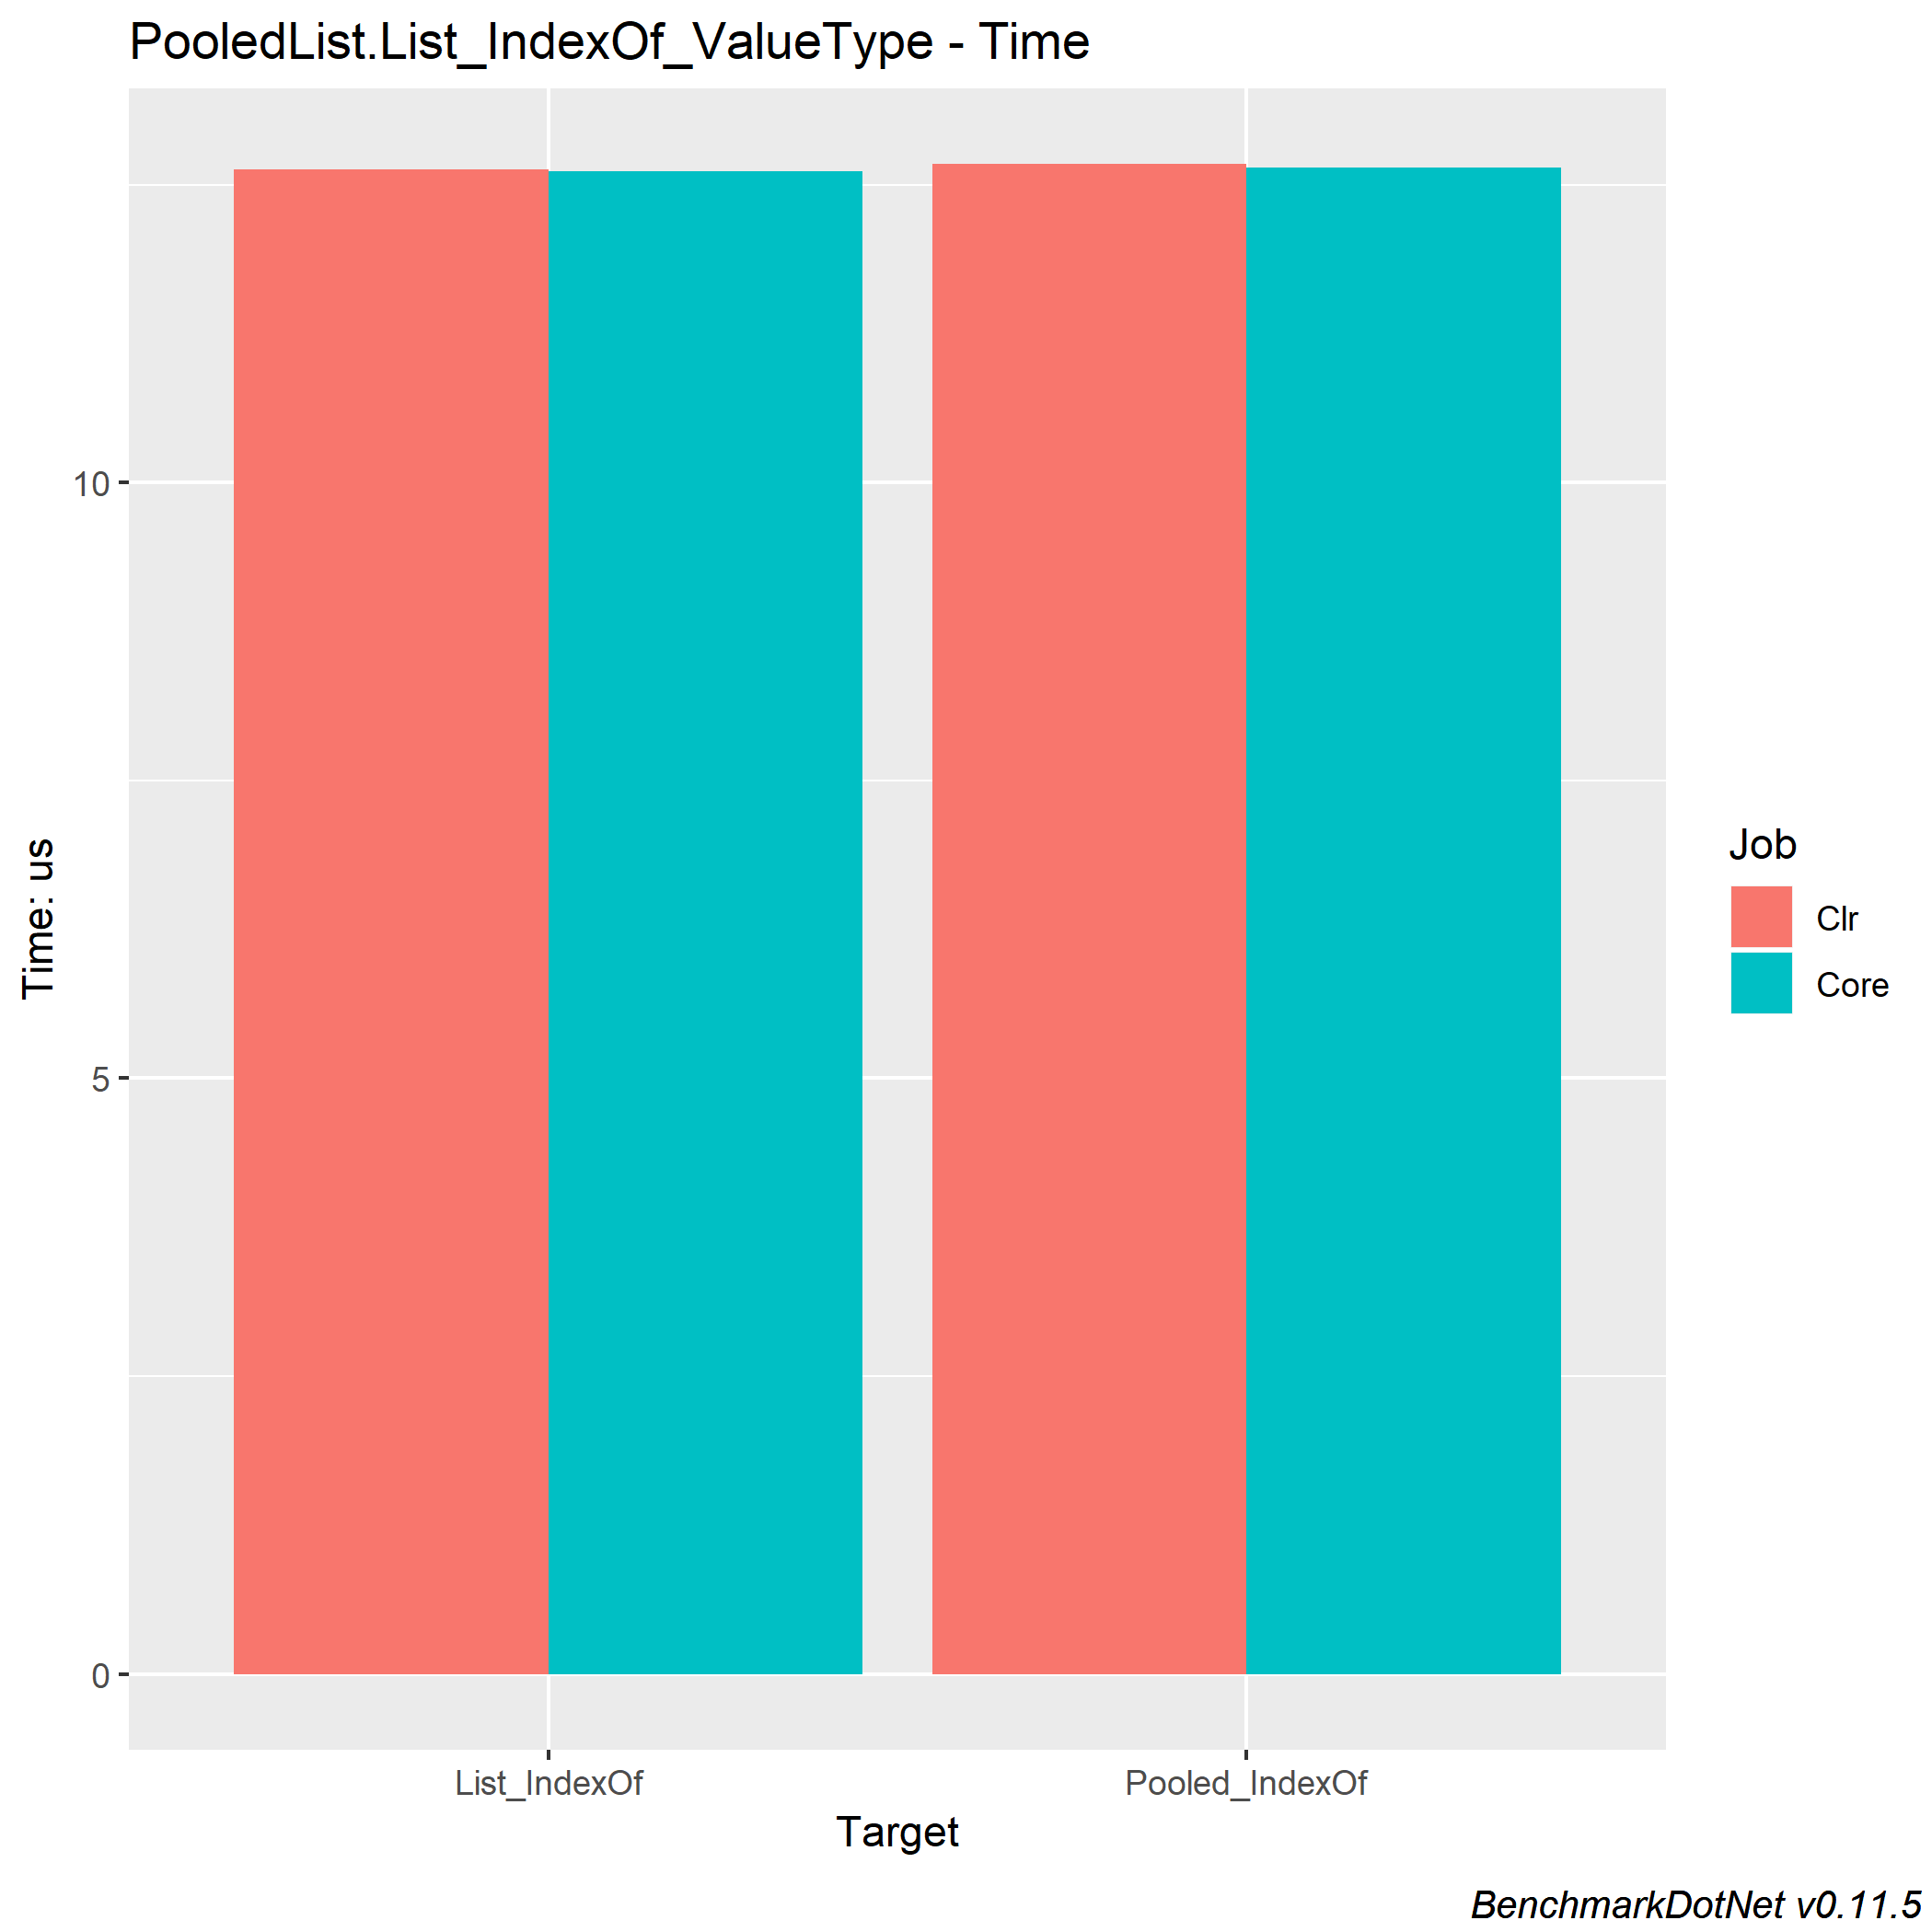 PooledList.List_IndexOf_ValueType - Time
Time: us
10
5
0
List_IndexOf
Pooled_IndexOf
Target
Job
Clr
Core
BenchmarkDotNet v0.11.5